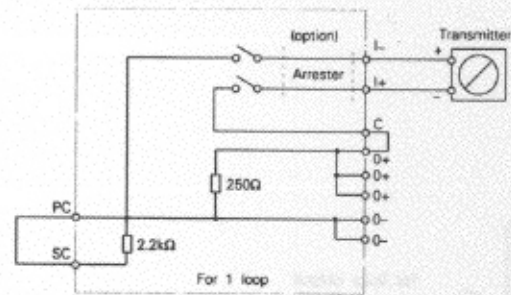 (option)
I-
+
Transmitter
Arrester
I+
-
C
0+
0+
0+
250Ω
PC
0-
0-
SC
2.2kΩ
For 1 loop